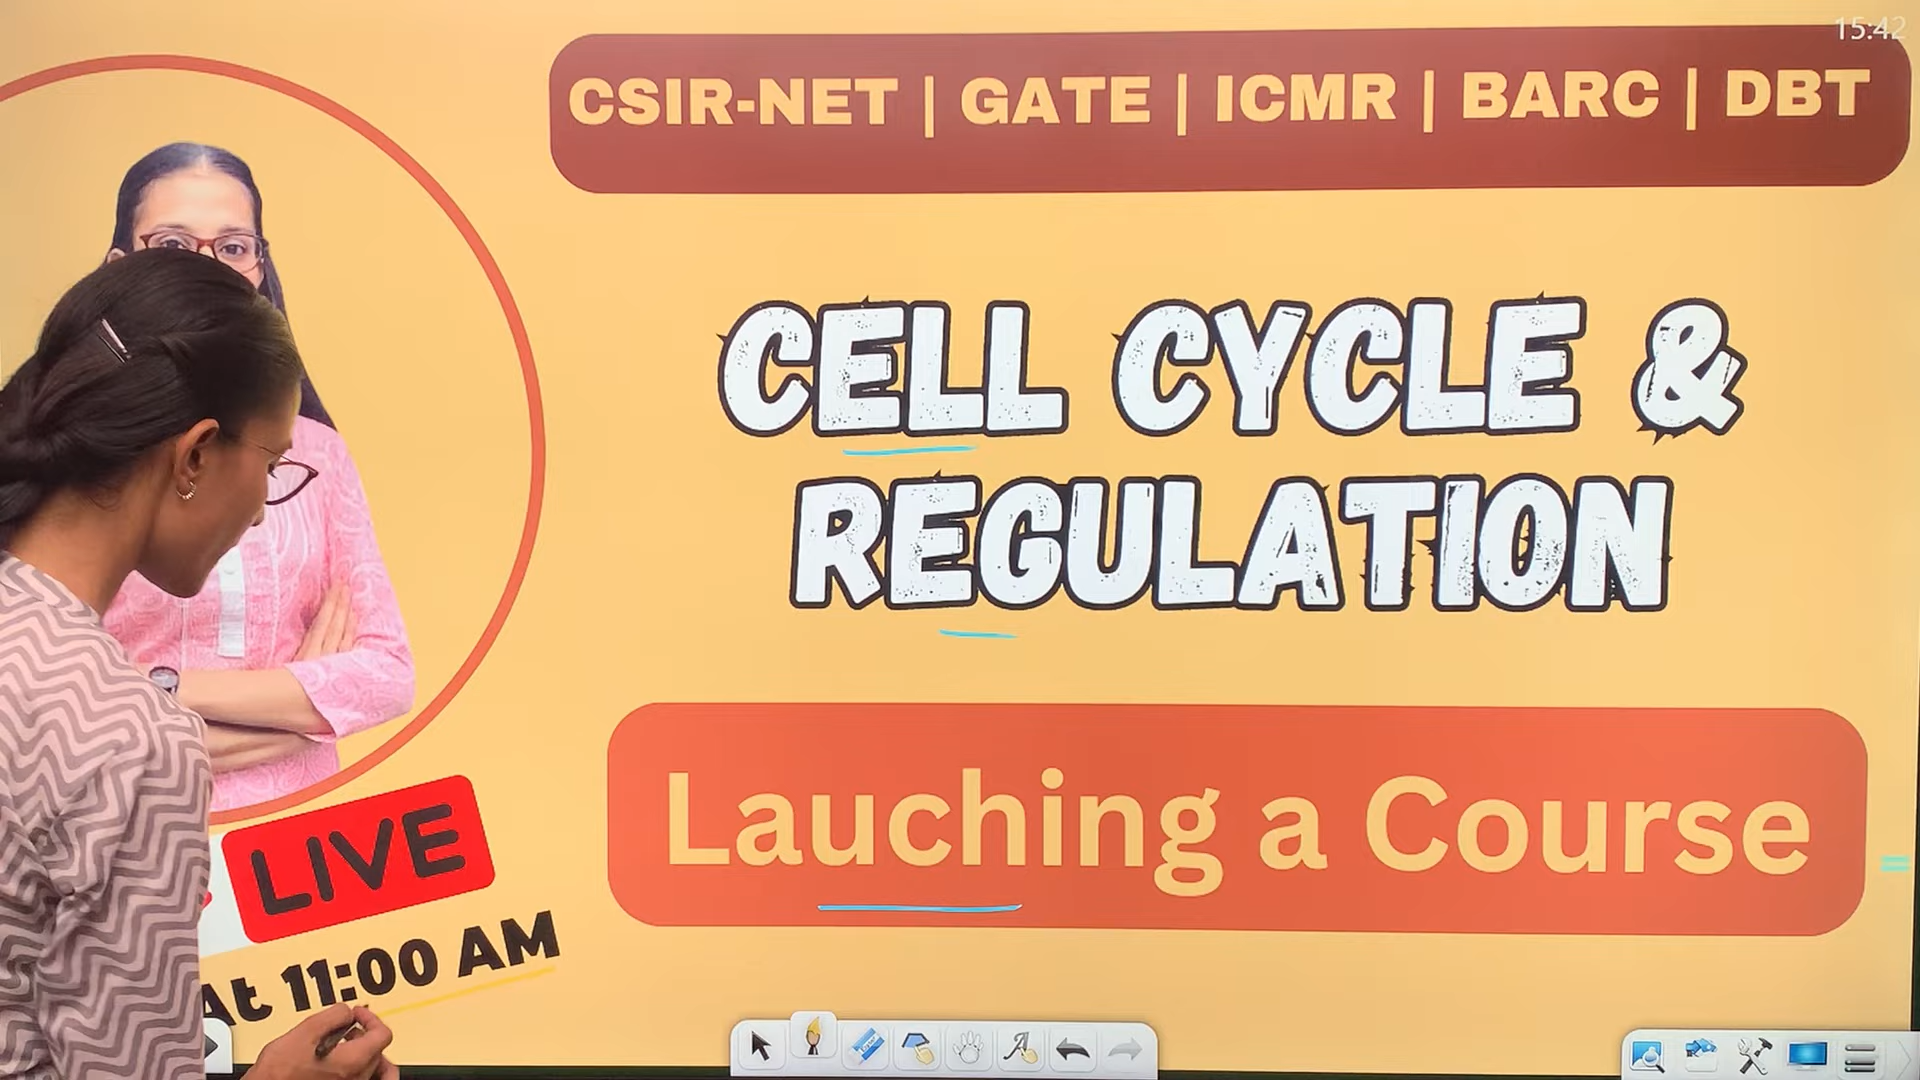 15:42
CSIR-NET | GATE | ICMR | BARC | DBT
CELL CYCLE &
REGULATION
Lauching a Course
LIVE
At 11:00 AM